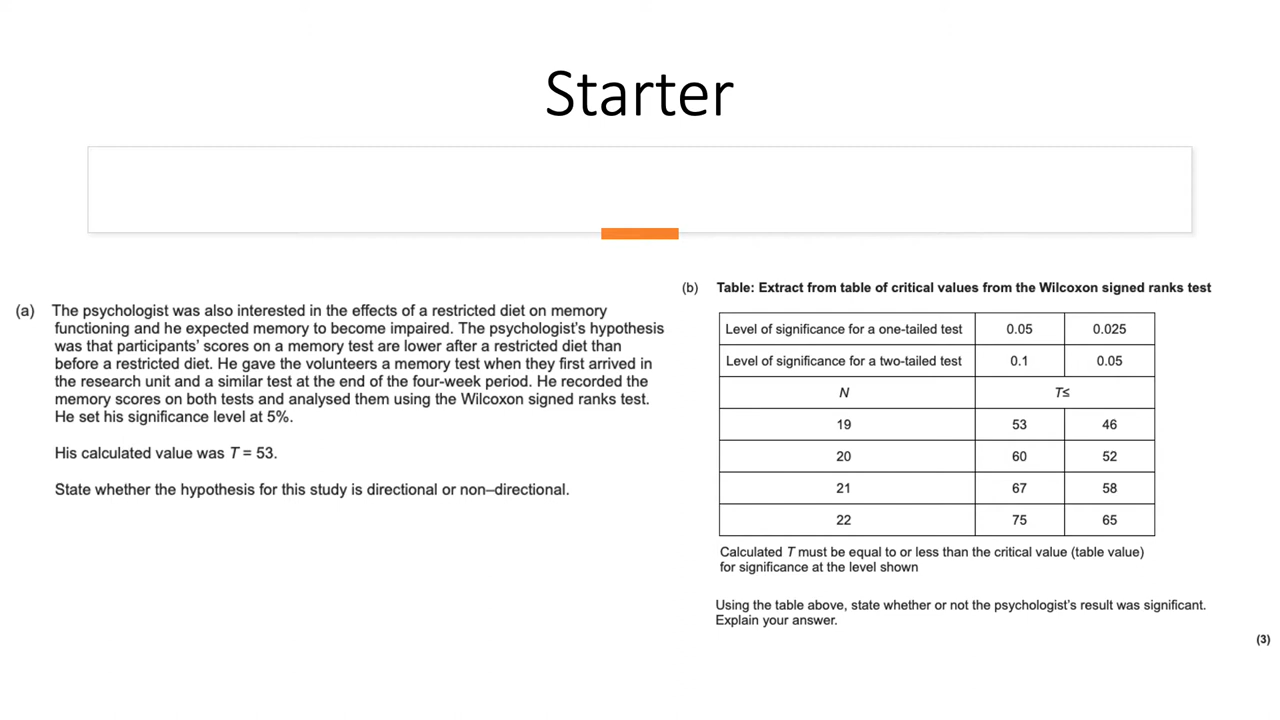 Starter
(a) The psychologist was also interested in the effects of a restricted diet on memory
functioning and he expected memory to become impaired. The psychologist's hypothesis
was that participants' scores on a memory test are lower after a restricted diet than
before a restricted diet. He gave the volunteers a memory test when they first arrived in
the research unit and a similar test at the end of the four-week period. He recorded the
memory scores on both tests and analysed them using the Wilcoxon signed ranks test.
He set his significance level at 5%.
His calculated value was T = 53.
State whether the hypothesis for this study is directional or non–directional.
(b) Table: Extract from table of critical values from the Wilcoxon signed ranks test
Level of significance for a one-tailed test 0.05 0.025
Level of significance for a two-tailed test 0.1 0.05
N T≤
19 53 46
20 60 52
21 67 58
22 75 65
Calculated T must be equal to or less than the critical value (table value)
for significance at the level shown
Using the table above, state whether or not the psychologist's result was significant.
Explain your answer.
(3)